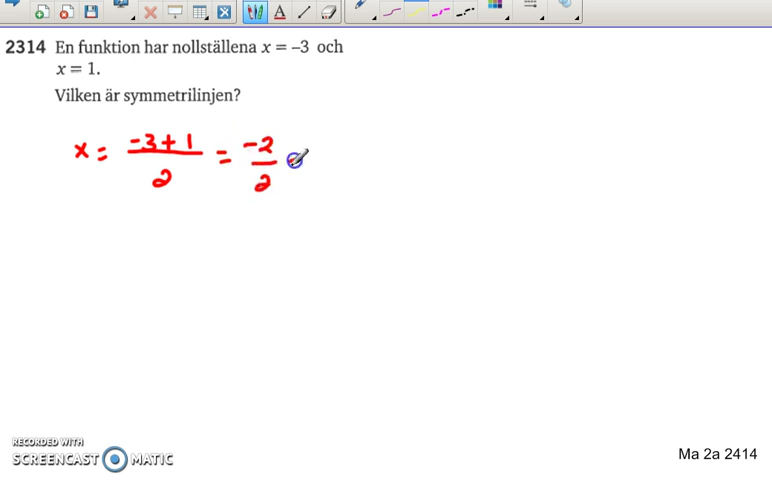 2314 En funktion har nollställena x = –3 och
x = 1.
Vilken är symmetrilinjen?
x = -3+1/2 = -2/2
RECORDED WITH
SCREENCAST MATIC
Ma 2a 2414